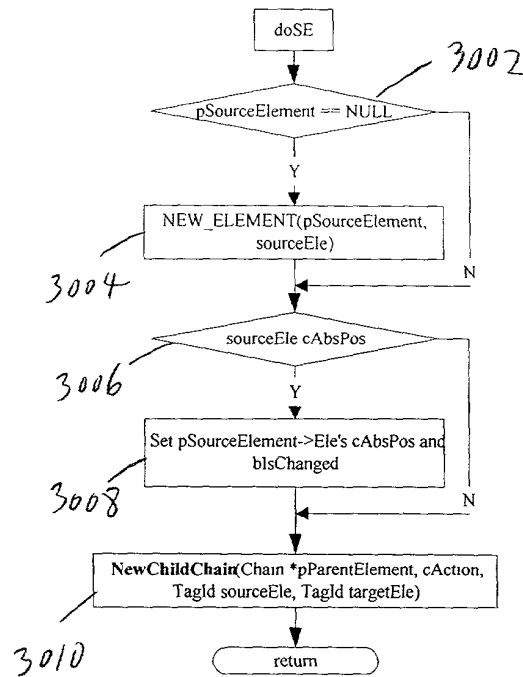 doSE
3002
pSourceElement == NULL
Y
NEW_ELEMENT(pSourceElement,
sourceEle)
3004
N
sourceEle cAbsPos
3006
Y
Set pSourceElement->Ele's cAbsPos and
bIsChanged
3008
N
NewChildChain(Chain *pParentElement, cAction,
TagId sourceEle, TagId targetEle)
3010
return